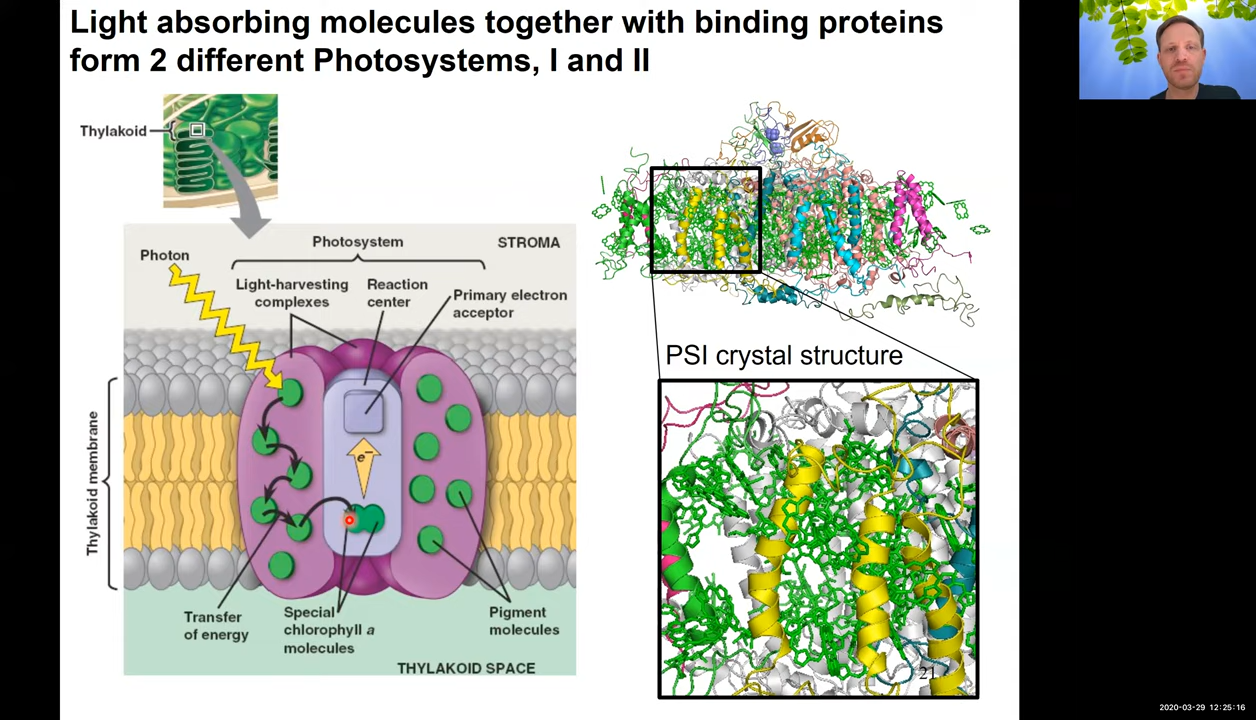 Light absorbing molecules together with binding proteins
form 2 different Photosystems, I and II
Thylakoid
Photon
Photosystem
STROMA
Light-harvesting
complexes
Reaction
center
Primary electron
acceptor
Thylakoid membrane
e⁻
Transfer
of energy
Special
chlorophyll a
molecules
Pigment
molecules
THYLAKOID SPACE
PSI crystal structure
21
2020-03-29 12:25:16